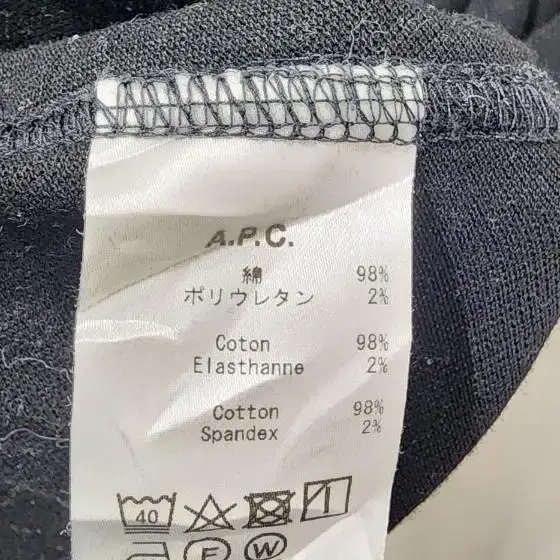 A.P.C.
綿 98%
ポリウレタン 2%
Coton 98%
Elasthanne 2%
Cotton 98%
Spandex 2%
40
F W